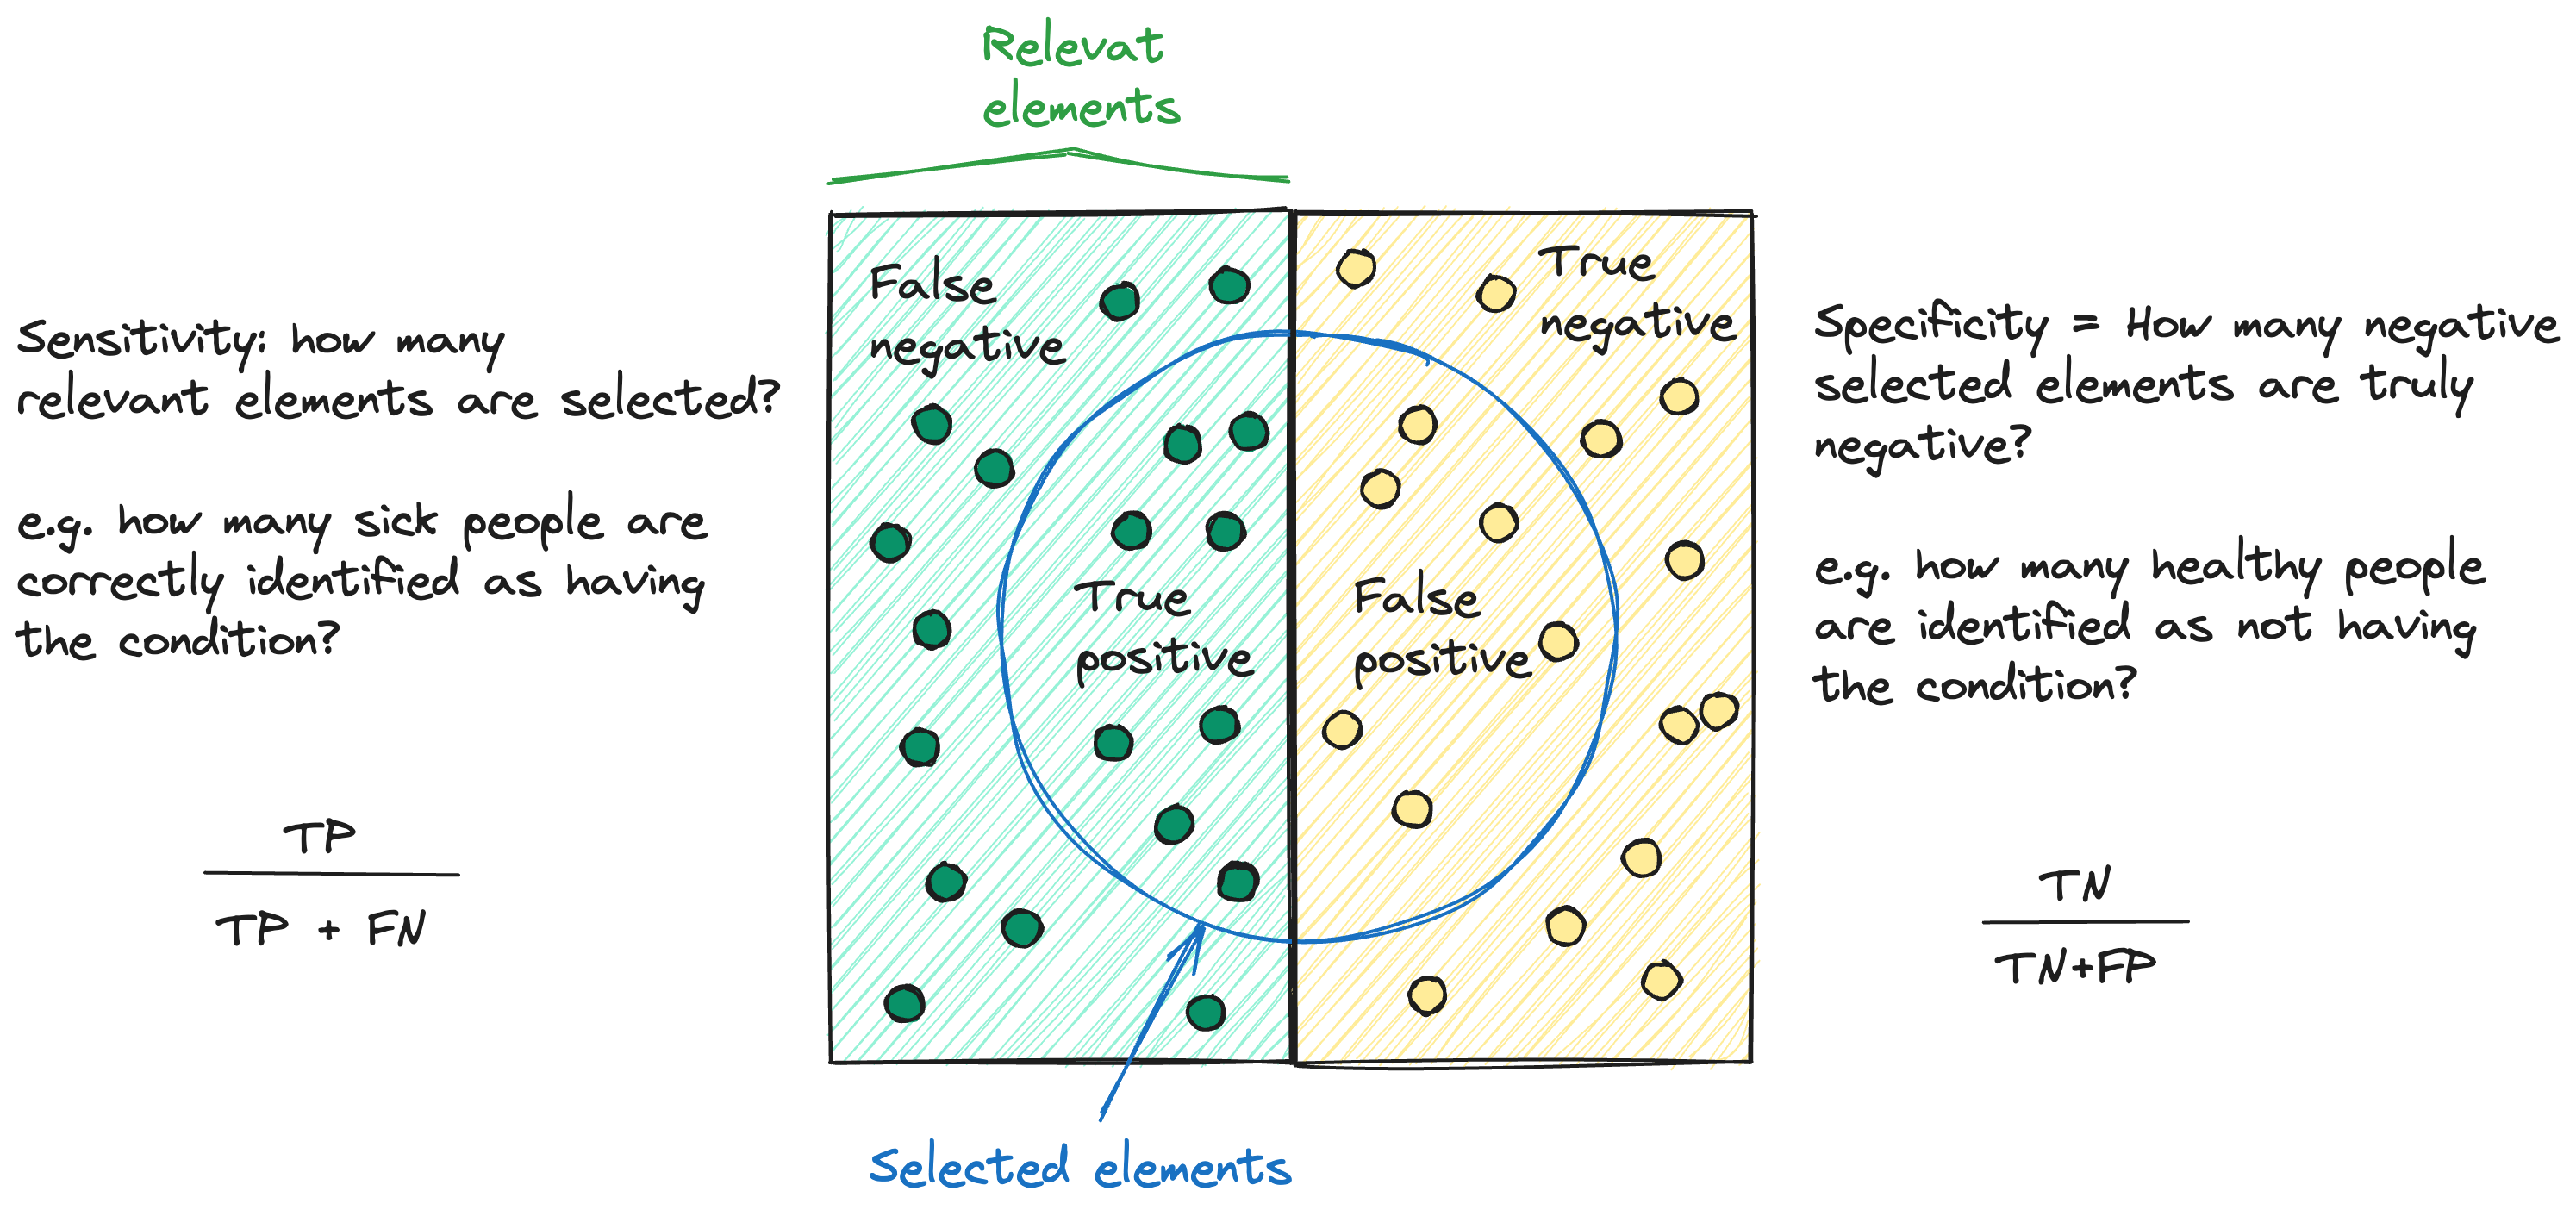 Relevat
elements
Sensitivity: how many
relevant elements are selected?
e.g. how many sick people are
correctly identified as having
the condition?
TP
TP + FN
False
negative
True
positive
True
negative
False
positive
Selected elements
Specificity = How many negative
selected elements are truly
negative?
e.g. how many healthy people
are identified as not having
the condition?
TN
TN+FP